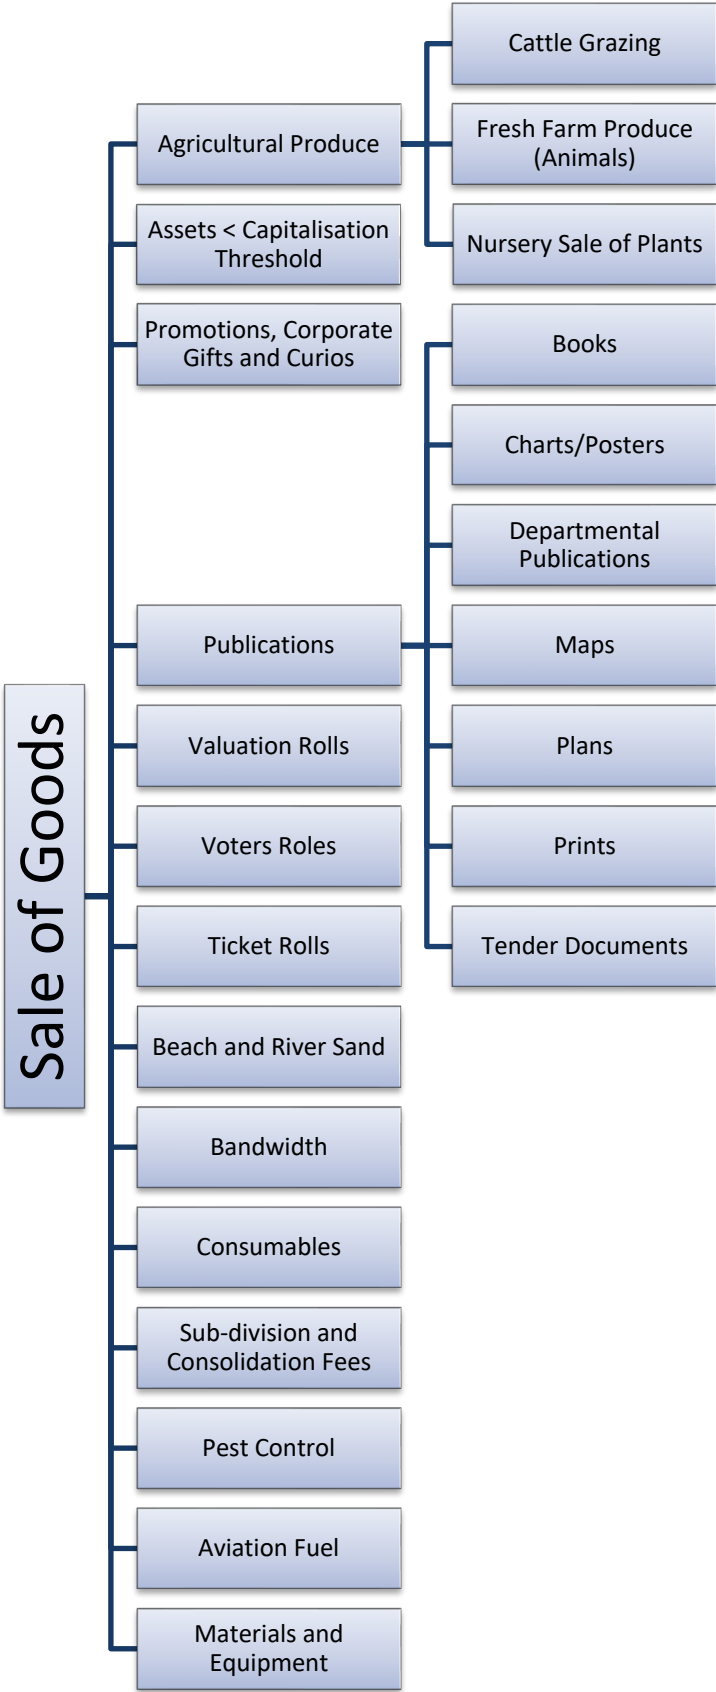 Sale of Goods
Agricultural Produce
Cattle Grazing
Fresh Farm Produce
(Animals)
Nursery Sale of Plants
Assets < Capitalisation
Threshold
Promotions, Corporate
Gifts and Curios
Publications
Books
Charts/Posters
Departmental
Publications
Maps
Plans
Prints
Tender Documents
Valuation Rolls
Voters Roles
Ticket Rolls
Beach and River Sand
Bandwidth
Consumables
Sub-division and
Consolidation Fees
Pest Control
Aviation Fuel
Materials and
Equipment